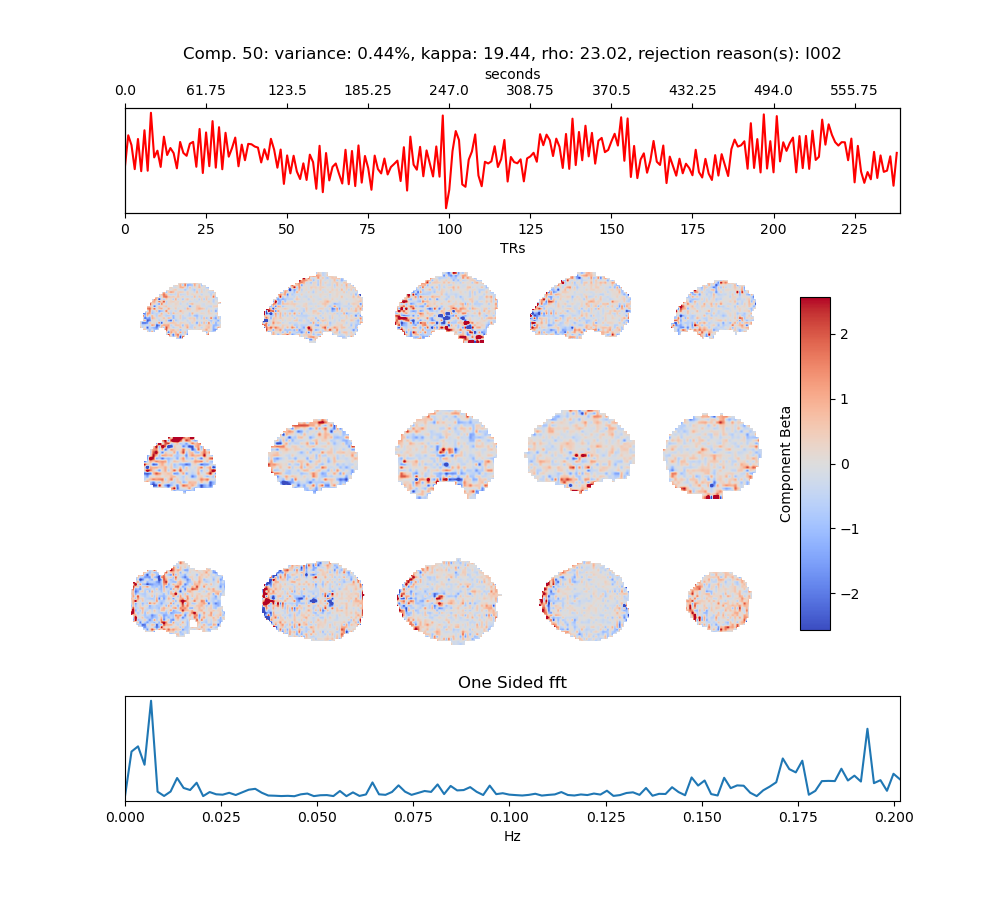 Comp. 50: variance: 0.44%, kappa: 19.44, rho: 23.02, rejection reason(s): I002
seconds
0.0 61.75 123.5 185.25 247.0 308.75 370.5 432.25 494.0 555.75
0 25 50 75 100 125 150 175 200 225
TRs
2
1
0
−1
−2
Component Beta
One Sided fft
0.000 0.025 0.050 0.075 0.100 0.125 0.150 0.175 0.200
Hz